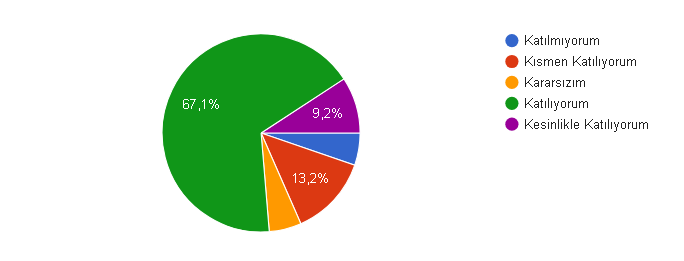 Katılmıyorum
Kısmen Katılıyorum
67,1%
Kararsızım
Katılıyorum
9,2%
Kesinlikle Katılıyorum
13,2%